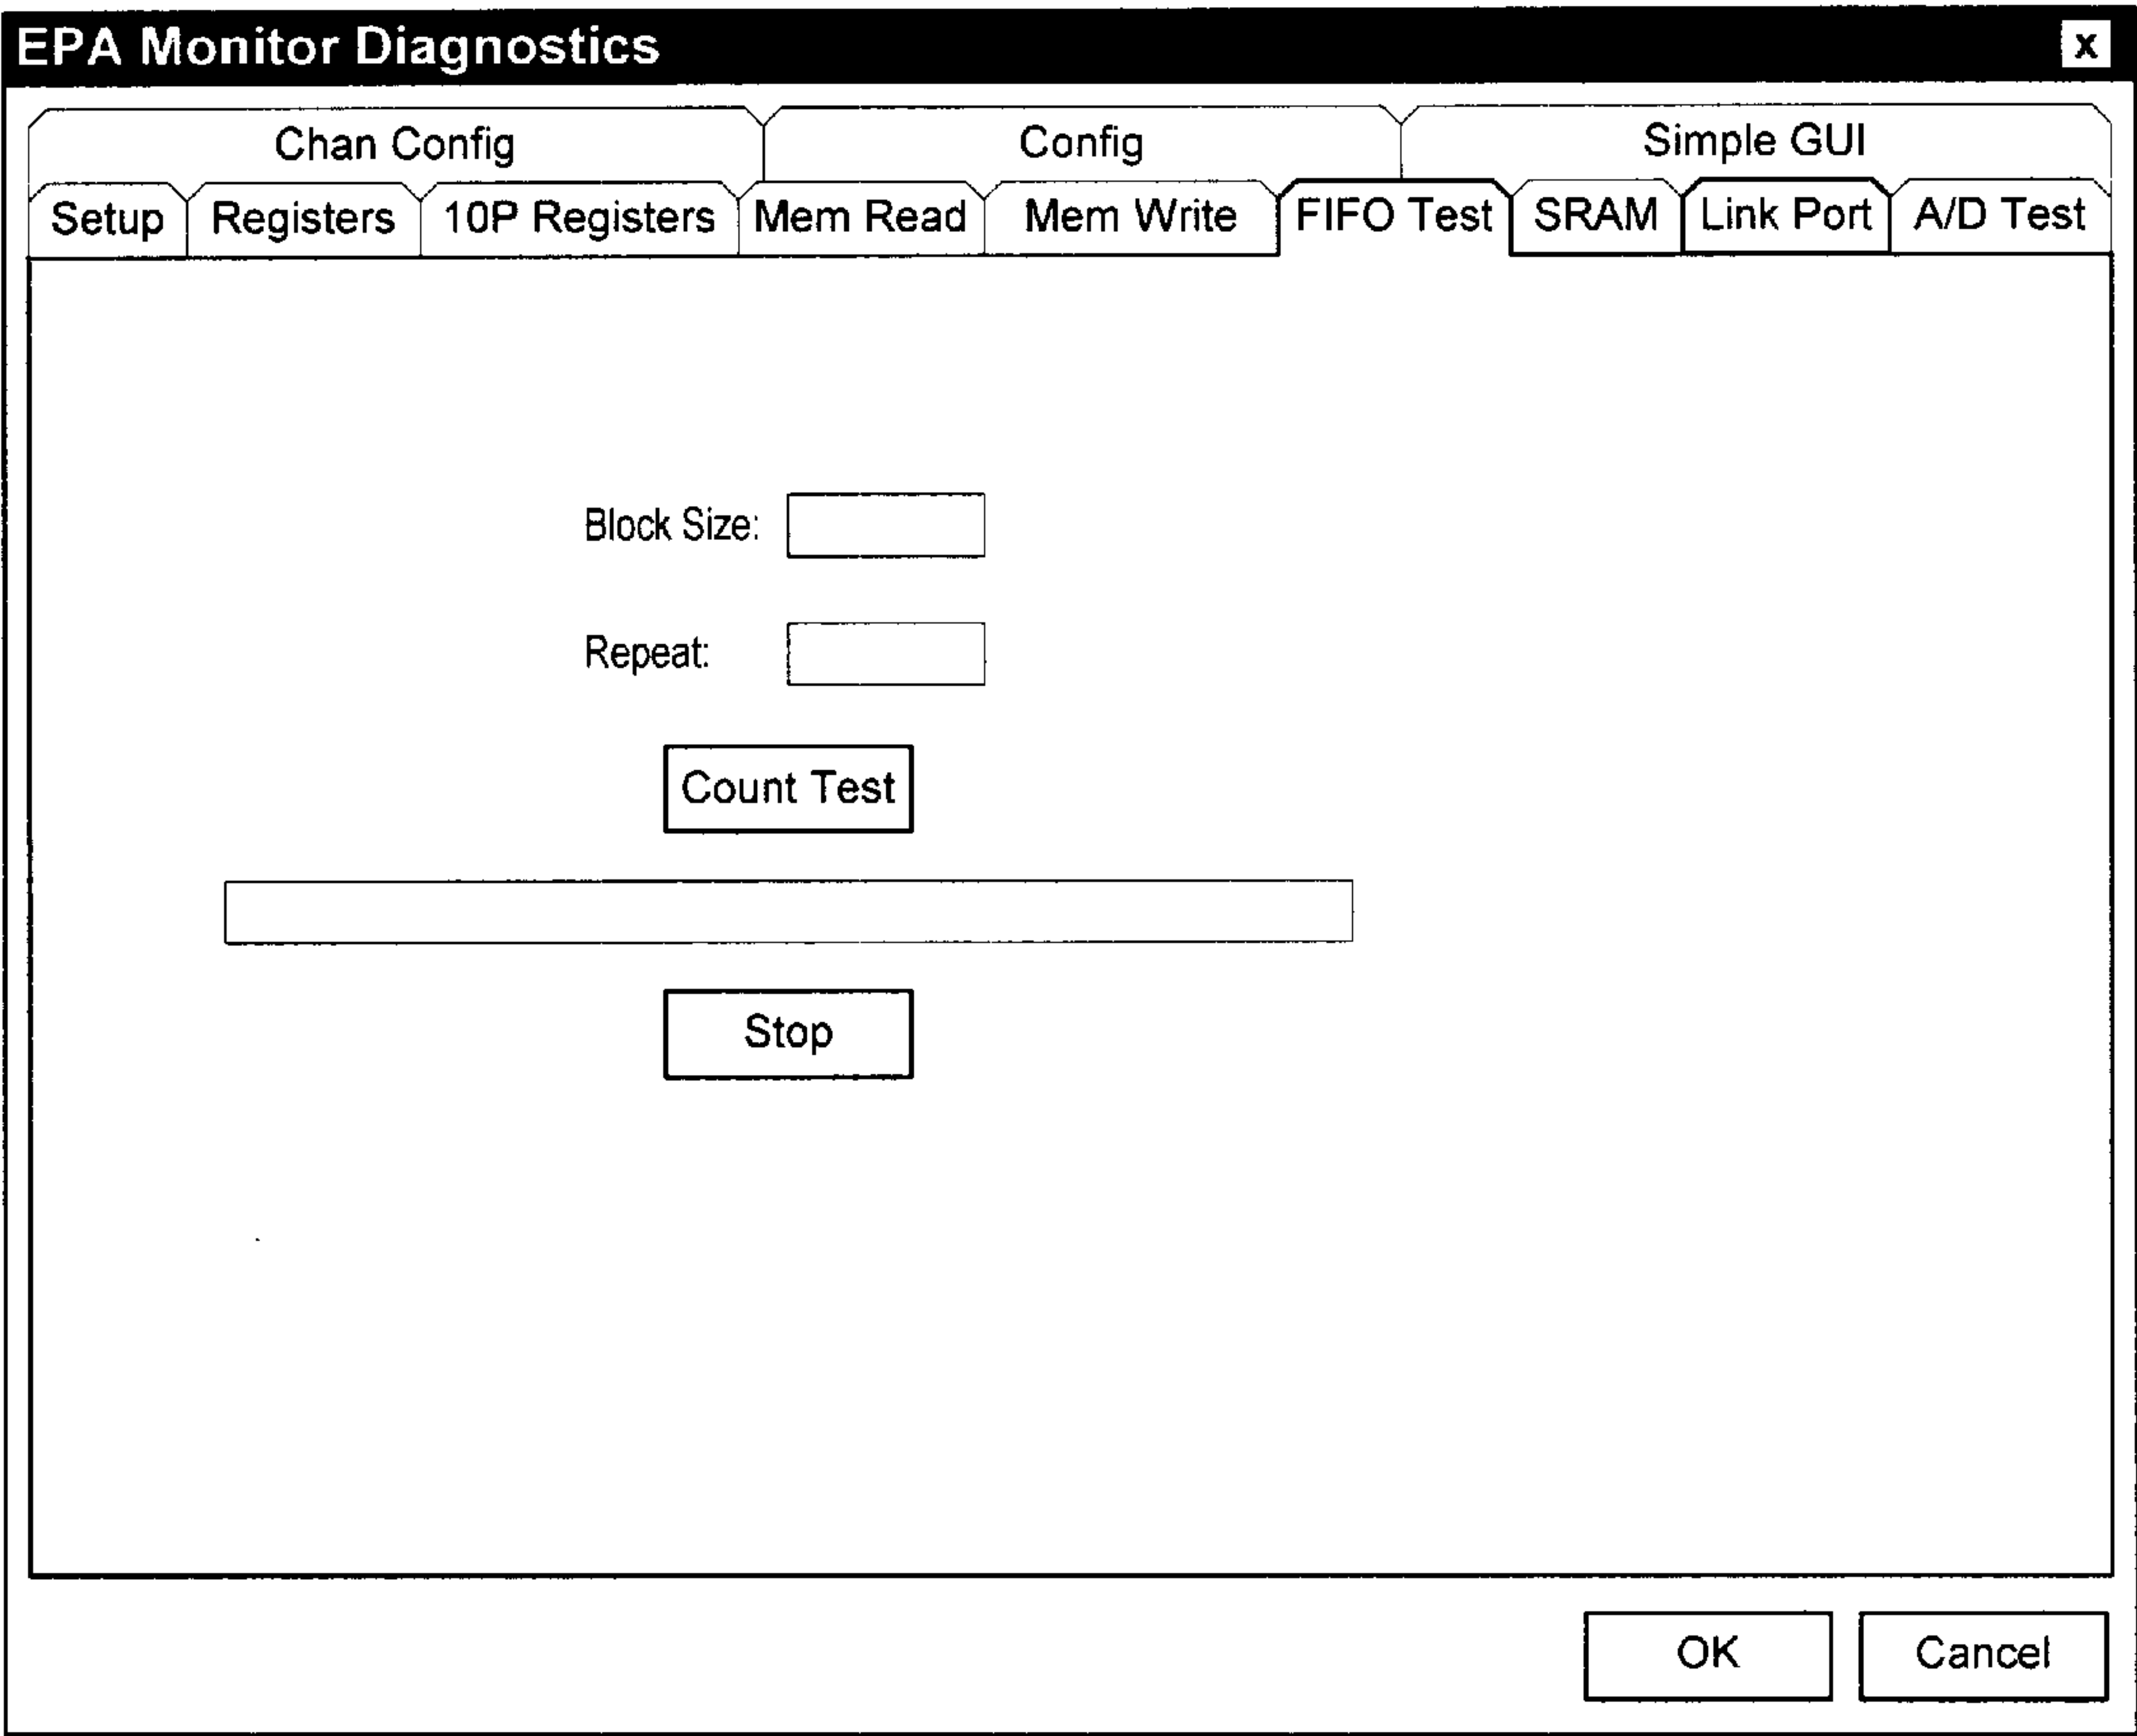 EPA Monitor Diagnostics x
Chan Config Config Simple GUI
Setup Registers 10P Registers Mem Read Mem Write FIFO Test SRAM Link Port A/D Test
Block Size:
Repeat:
Count Test
Stop
OK Cancel